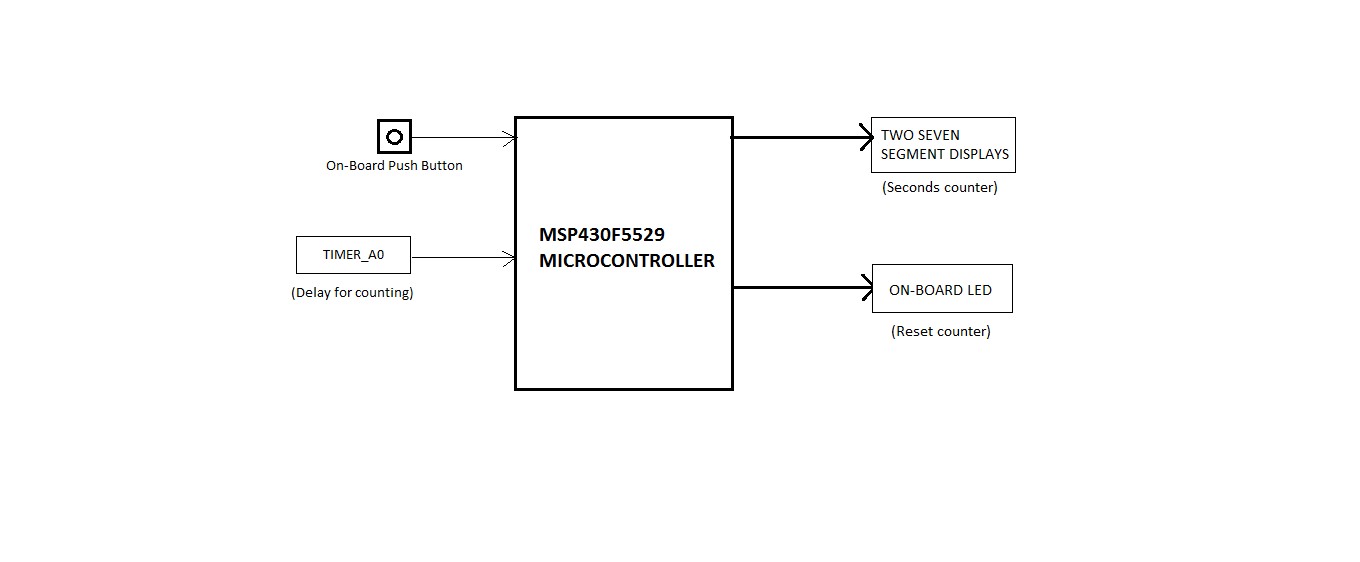 On-Board Push Button
TIMER_A0
(Delay for counting)
MSP430F5529
MICROCONTROLLER
TWO SEVEN
SEGMENT DISPLAYS
(Seconds counter)
ON-BOARD LED
(Reset counter)